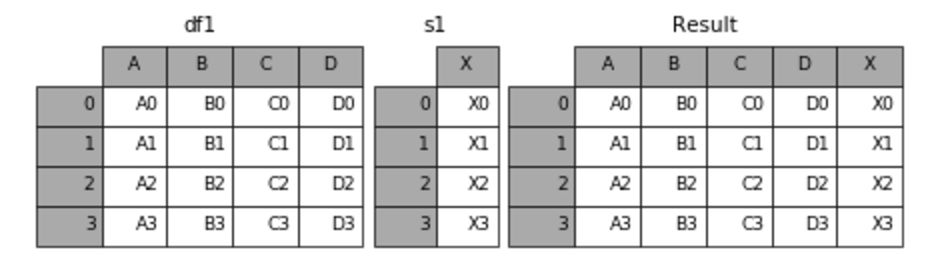 df1 s1 Result
A B C D X A B C D X
0 A0 B0 C0 D0 0 X0 0 A0 B0 C0 D0 X0
1 A1 B1 C1 D1 1 X1 1 A1 B1 C1 D1 X1
2 A2 B2 C2 D2 2 X2 2 A2 B2 C2 D2 X2
3 A3 B3 C3 D3 3 X3 3 A3 B3 C3 D3 X3